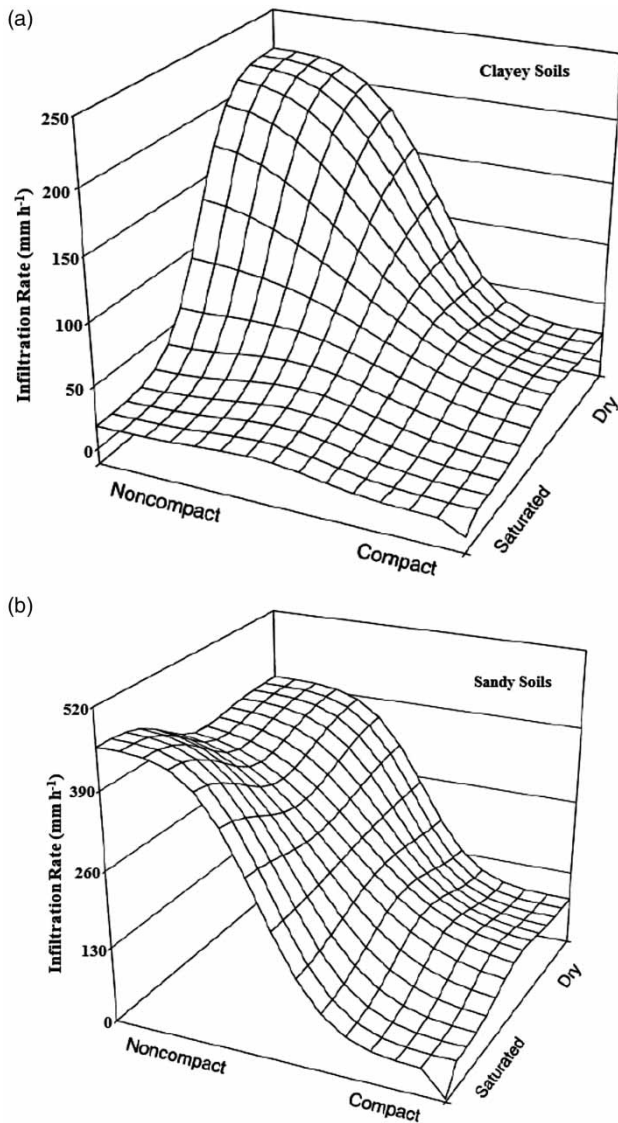 (a)
Clayey Soils
250
200
150
100
50
0
Infiltration Rate (mm h⁻¹)
Noncompact
Compact
Saturated
Dry
(b)
Sandy Soils
520
390
260
130
0
Infiltration Rate (mm h⁻¹)
Noncompact
Compact
Saturated
Dry